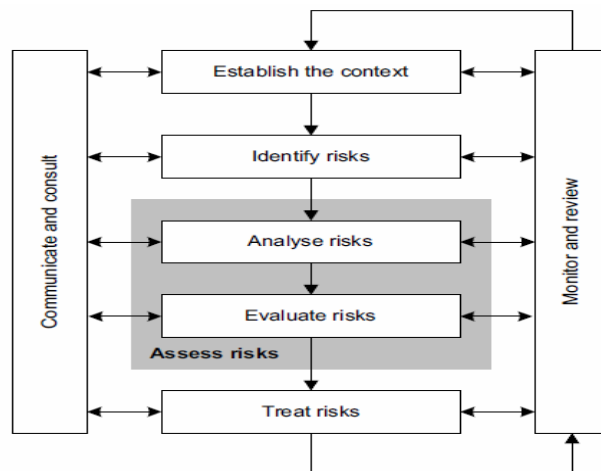 Establish the context
Identify risks
Analyse risks
Evaluate risks
Assess risks
Treat risks
Communicate and consult
Monitor and review